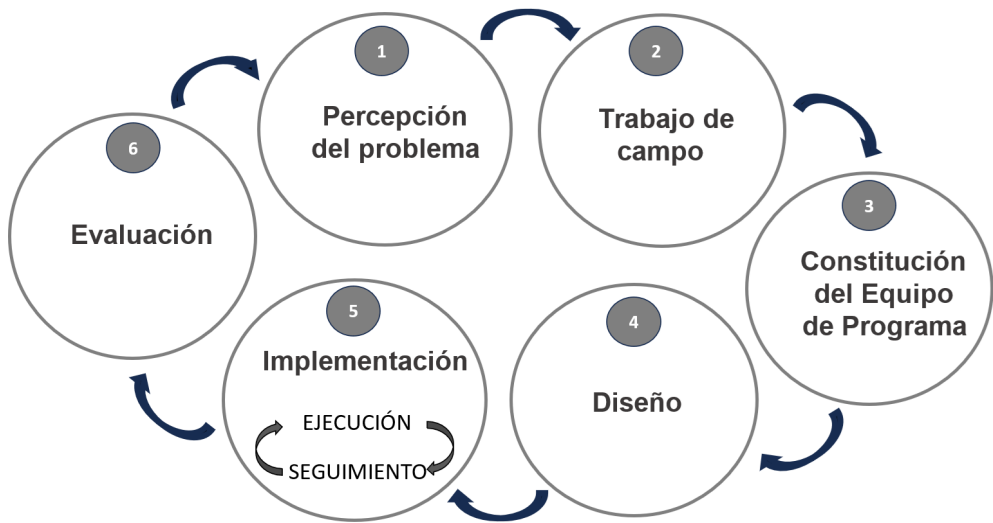 1
Percepción
del problema
2
Trabajo de
campo
3
Constitución
del Equipo
de Programa
4
Diseño
5
Implementación
EJECUCIÓN
SEGUIMIENTO
6
Evaluación